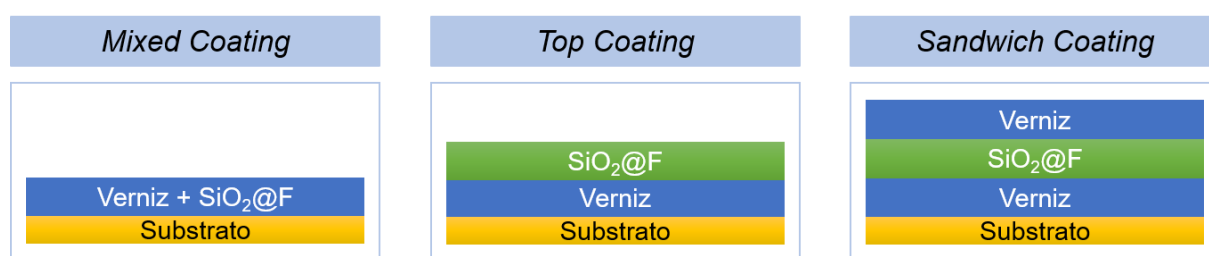 Mixed Coating
Verniz + SiO₂@F
Substrato
Top Coating
SiO₂@F
Verniz
Substrato
Sandwich Coating
Verniz
SiO₂@F
Verniz
Substrato